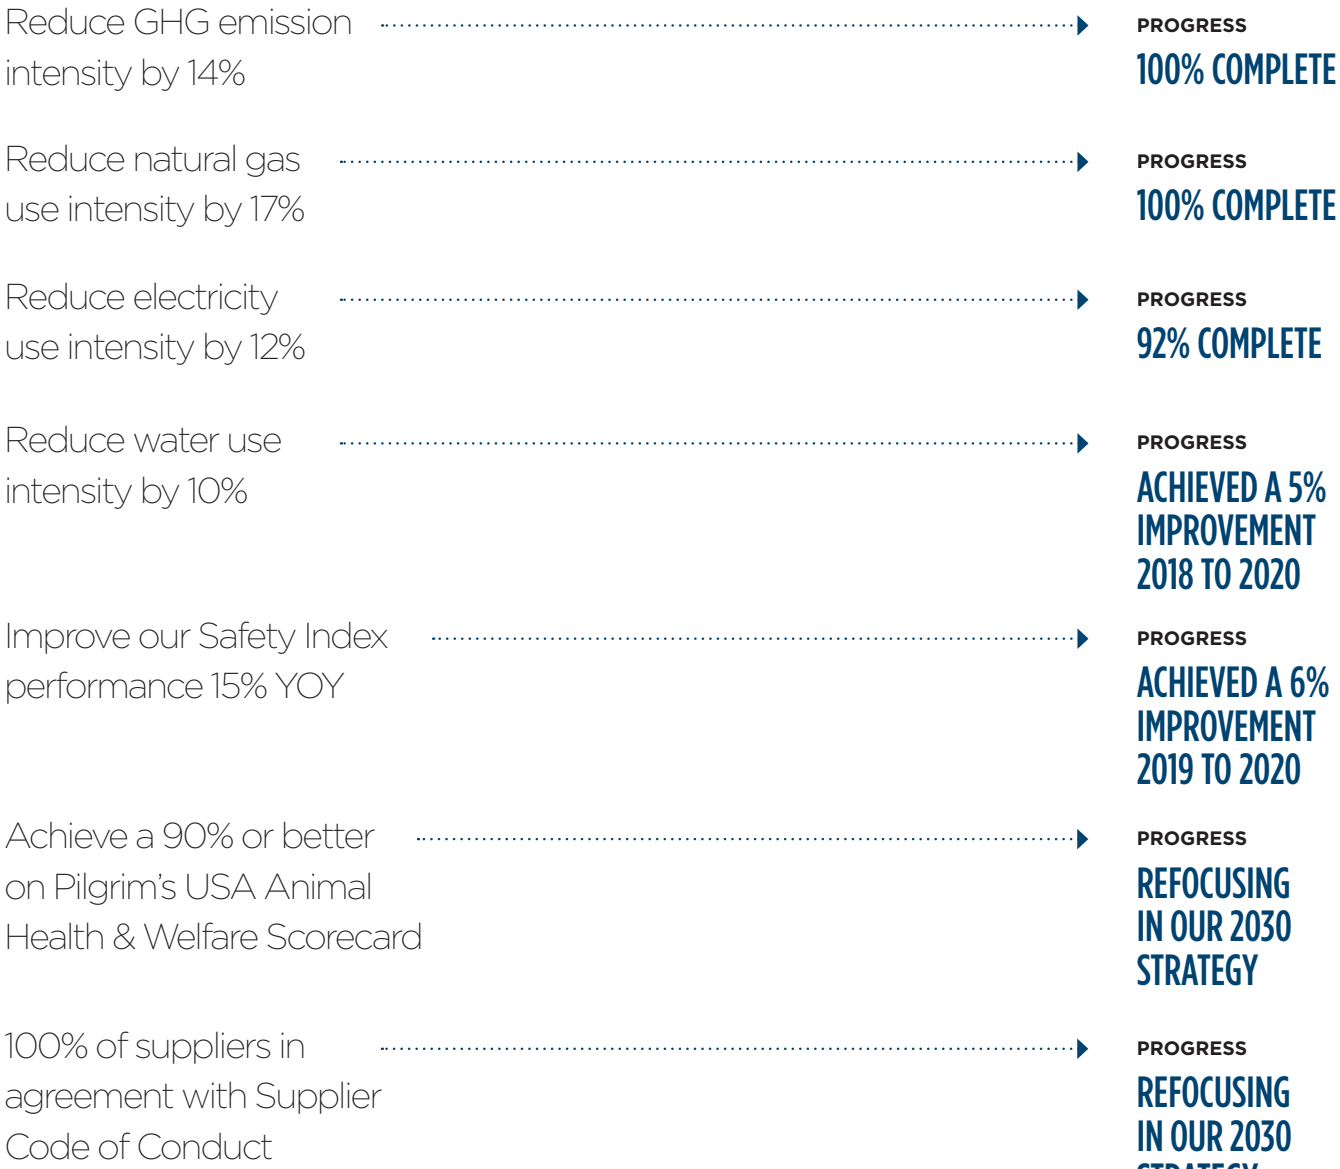 Reduce GHG emission
intensity by 14%
PROGRESS
100% COMPLETE
Reduce natural gas
use intensity by 17%
PROGRESS
100% COMPLETE
Reduce electricity
use intensity by 12%
PROGRESS
92% COMPLETE
Reduce water use
intensity by 10%
PROGRESS
ACHIEVED A 5%
IMPROVEMENT
2018 TO 2020
Improve our Safety Index
performance 15% YOY
PROGRESS
ACHIEVED A 6%
IMPROVEMENT
2019 TO 2020
Achieve a 90% or better
on Pilgrim's USA Animal
Health & Welfare Scorecard
PROGRESS
REFOCUSING
IN OUR 2030
STRATEGY
100% of suppliers in
agreement with Supplier
Code of Conduct
PROGRESS
REFOCUSING
IN OUR 2030